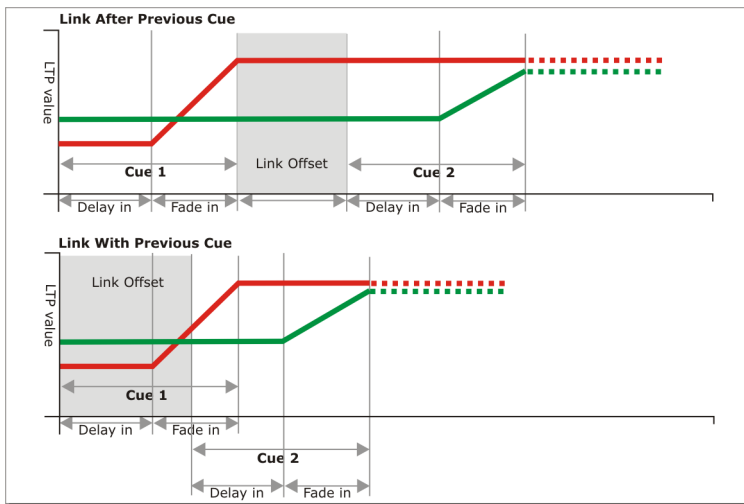 Link After Previous Cue
LTP value
Link Offset
Cue 1
Cue 2
Delay in
Fade in
Delay in
Fade in
Link With Previous Cue
LTP value
Link Offset
Cue 1
Delay in
Fade in
Cue 2
Delay in
Fade in